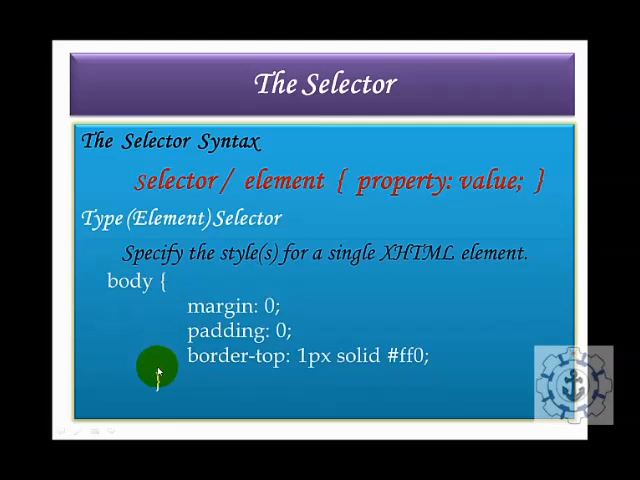 The Selector
The Selector Syntax
Selector / element { property: value; }
Type (Element) Selector
Specify the style(s) for a single XHTML element.
body {
margin: 0;
padding: 0;
border-top: 1px solid #ff0;
}